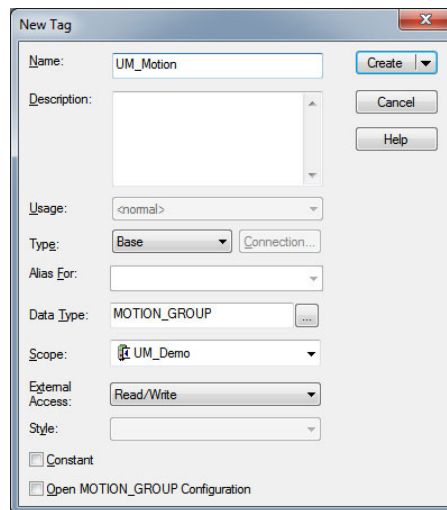 New Tag
Name: UM_Motion Create
Description: Cancel
Help
Usage: <normal>
Type: Base Connection...
Alias For:
Data Type: MOTION_GROUP ...
Scope: UM_Demo
External Access: Read/Write
Style:
Constant
Open MOTION_GROUP Configuration